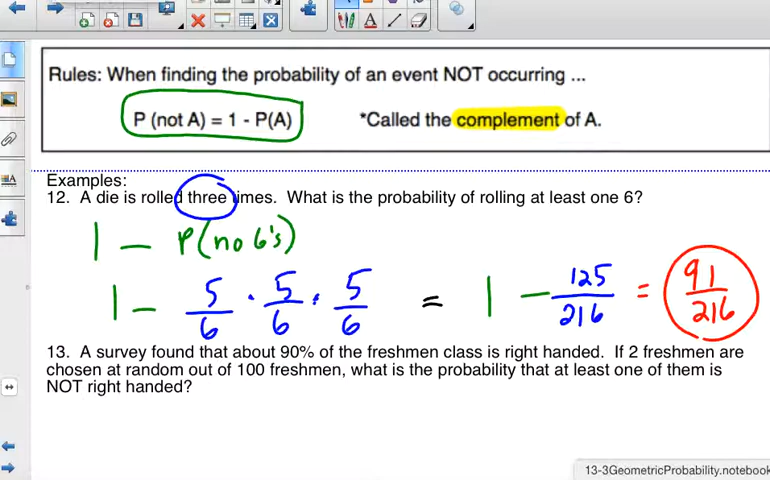 Rules: When finding the probability of an event NOT occurring ...
P (not A) = 1 - P(A) *Called the complement of A.
Examples:
12. A die is rolled three times. What is the probability of rolling at least one 6?
1 - P(no 6's)
1 - 5/6 · 5/6 · 5/6 = 1 - 125/216 = 91/216
13. A survey found that about 90% of the freshmen class is right handed. If 2 freshmen are
chosen at random out of 100 freshmen, what is the probability that at least one of them is
NOT right handed?
13-3GeometricProbability.notebook